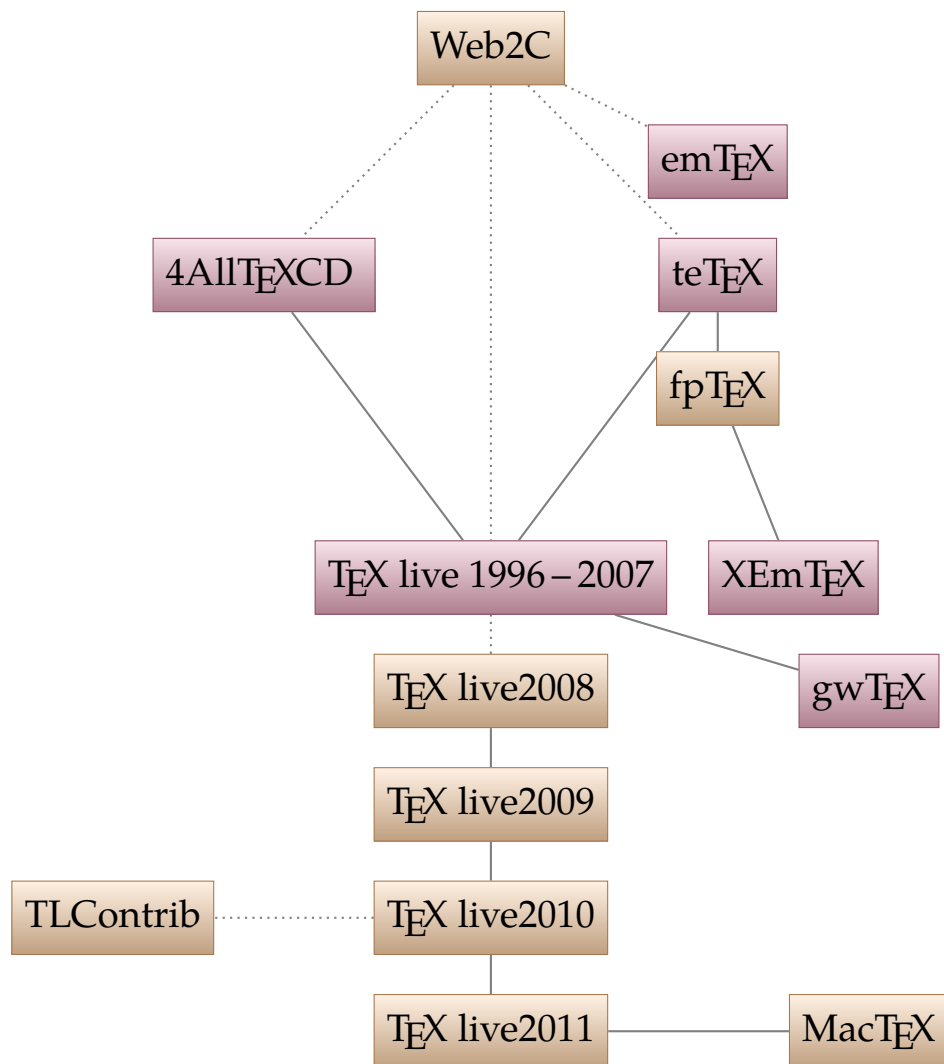 Web2C
emTEX
4AllTEXCD
teTEX
fpTEX
TEX live 1996 – 2007
XEmTEX
TEX live2008
gwTEX
TEX live2009
TLContrib
TEX live2010
TEX live2011
MacTEX